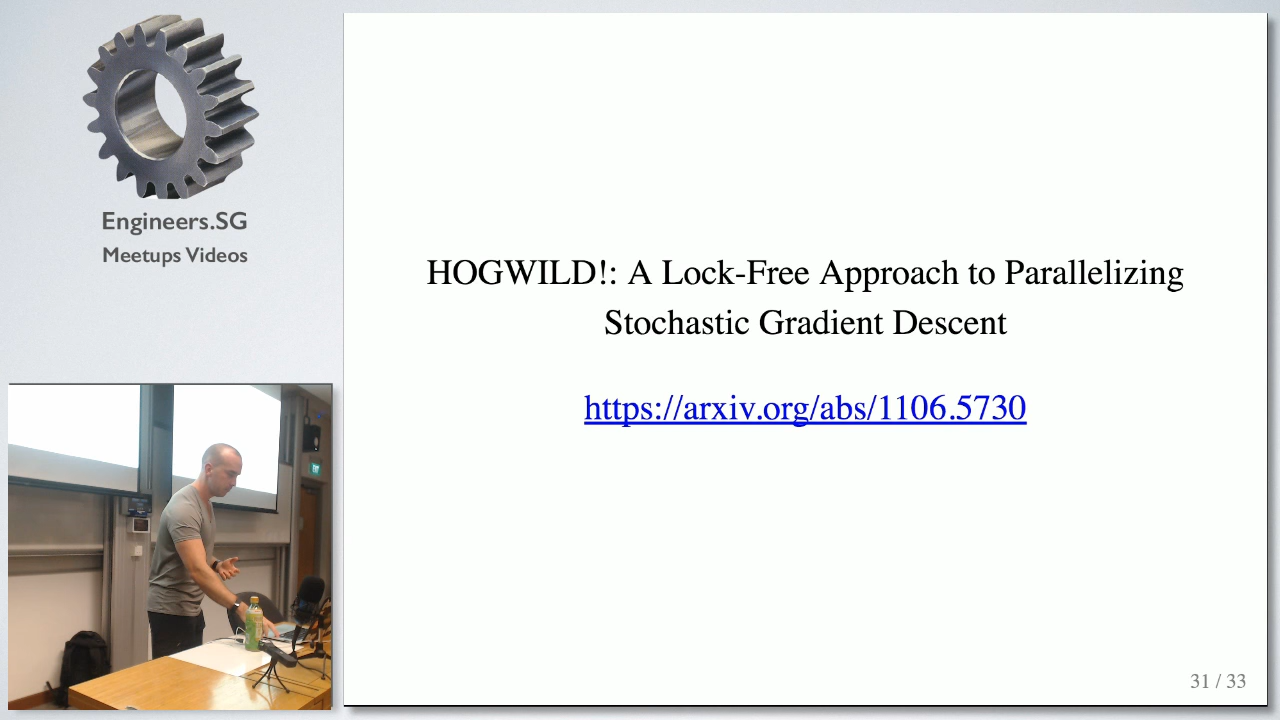 Engineers.SG
Meetups Videos
HOGWILD!: A Lock-Free Approach to Parallelizing
Stochastic Gradient Descent
https://arxiv.org/abs/1106.5730
31 / 33